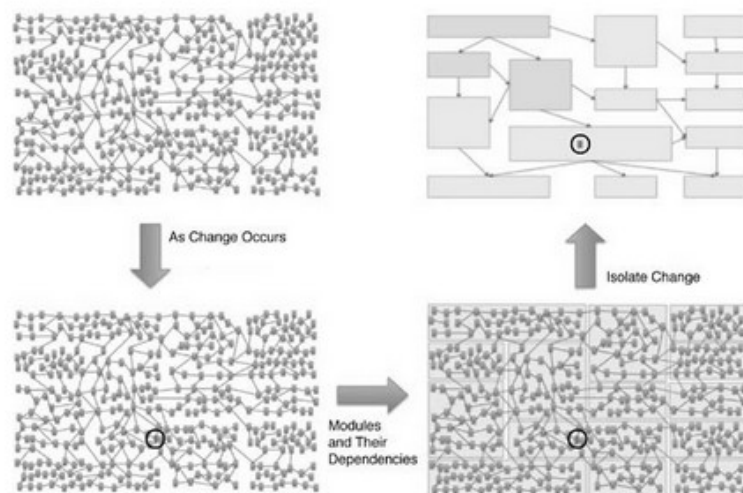 As Change Occurs
Isolate Change
Modules
and Their
Dependencies